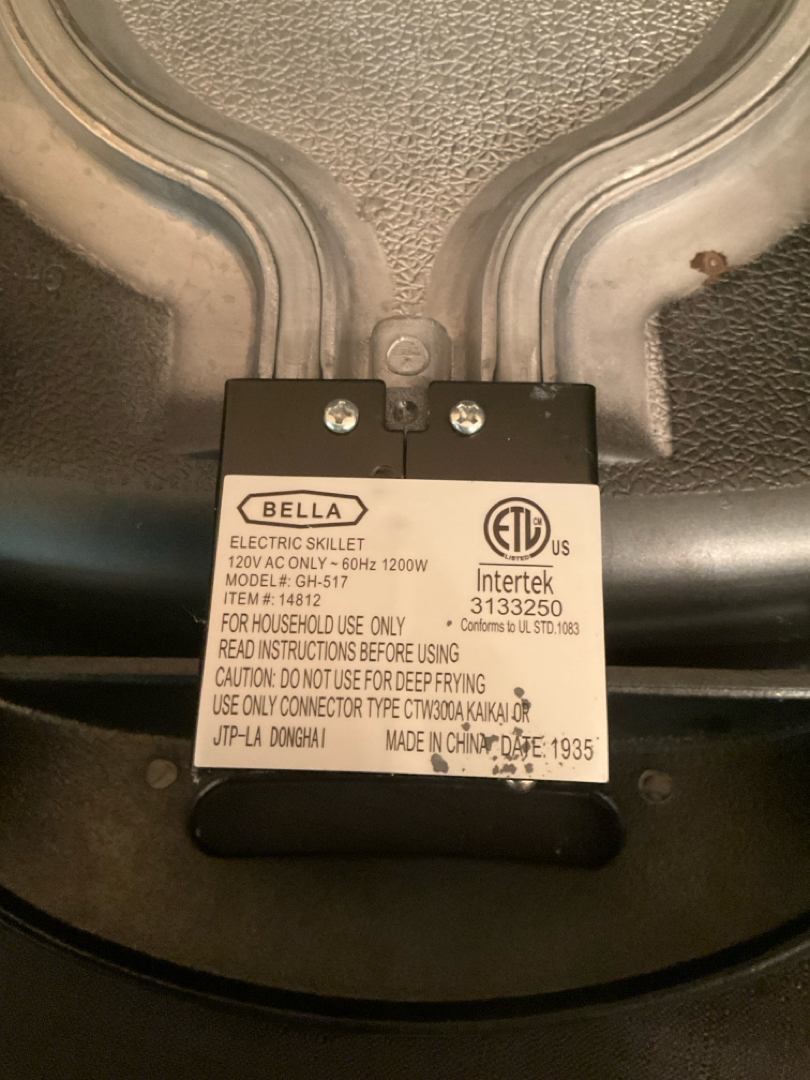 BELLA
ELECTRIC SKILLET
120V AC ONLY ~ 60Hz 1200W
MODEL#: GH-517
ITEM #: 14812
ETL CM
LISTED
US
Intertek
3133250
Conforms to UL STD.1083
FOR HOUSEHOLD USE ONLY
READ INSTRUCTIONS BEFORE USING
CAUTION: DO NOT USE FOR DEEP FRYING
USE ONLY CONNECTOR TYPE CTW300A KAIKAI OR
JTP-LA DONGHAI MADE IN CHINA DATE: 1935